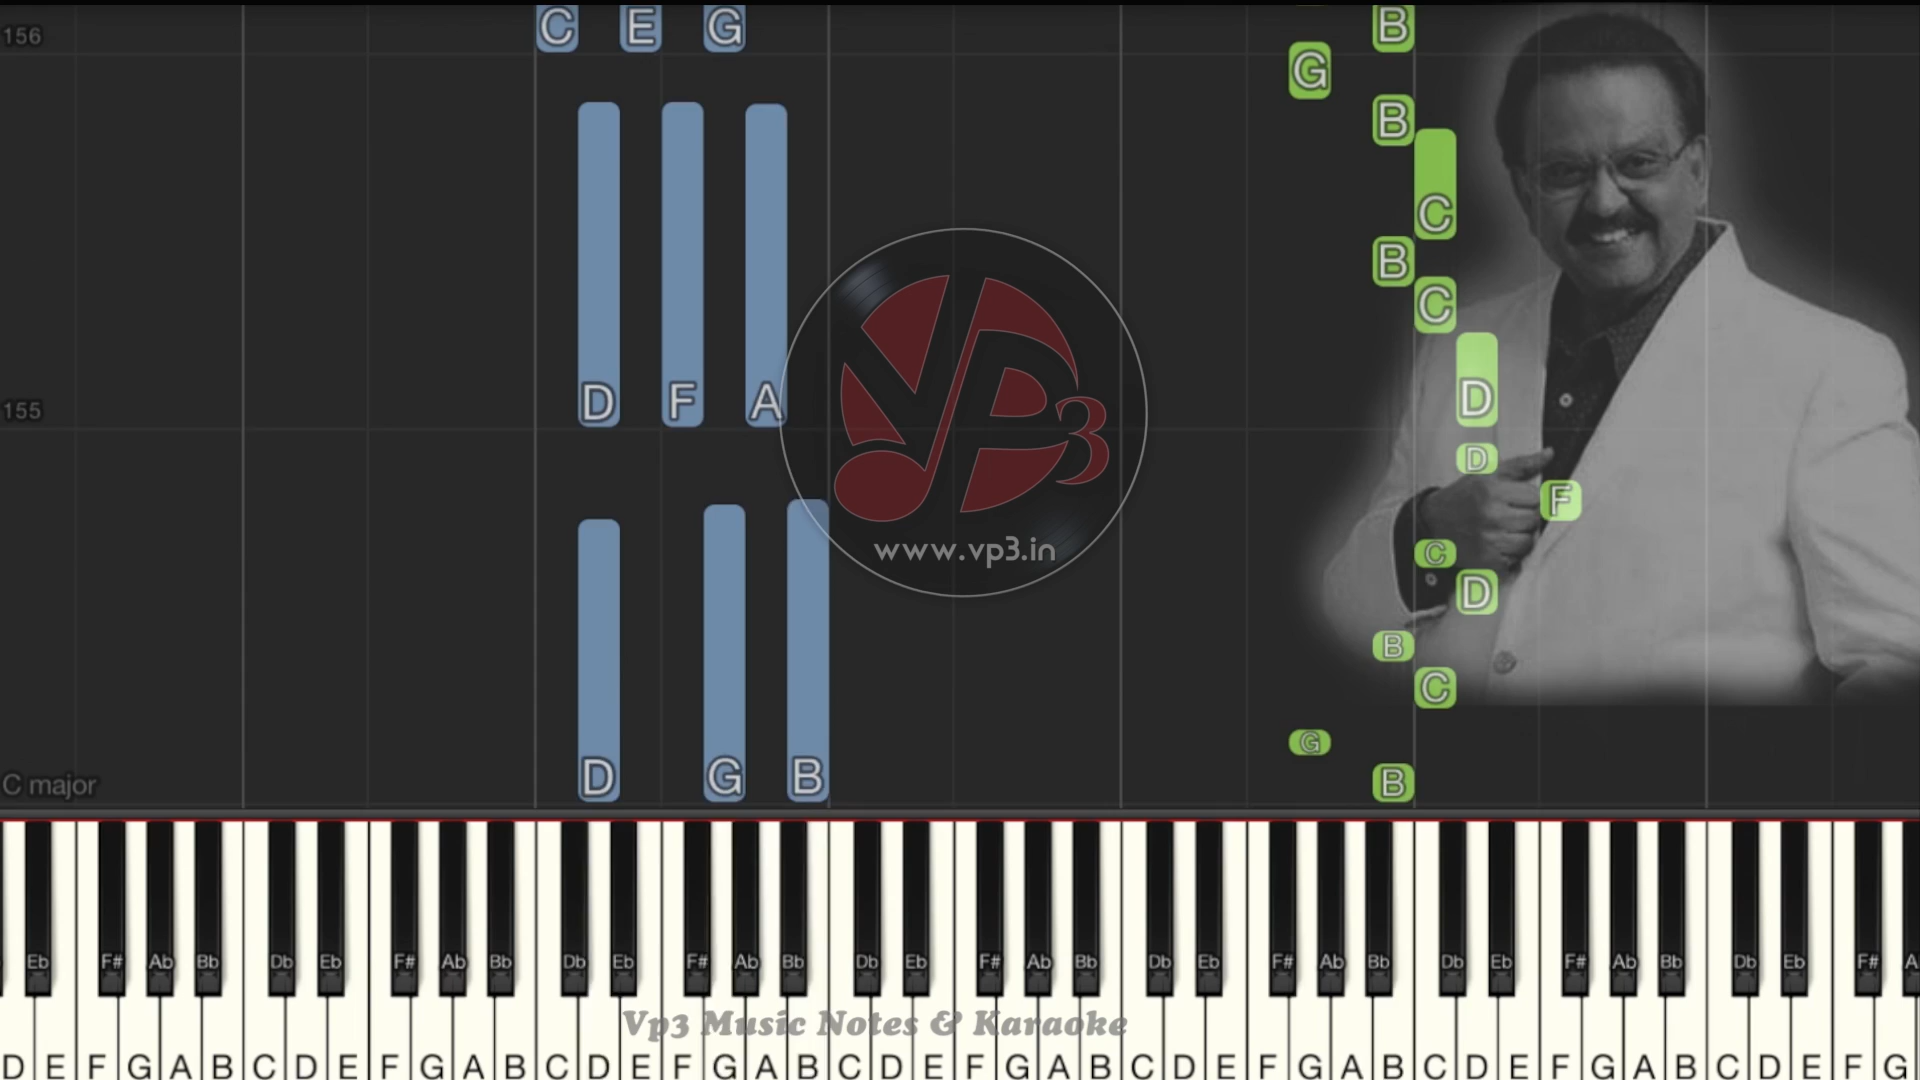 156
C E G B
G
B
C
B
C
155
D F A D
D
F
C
D
B
C
G
C major
D G B B
VP3
www.vp3.in
Eb F# Ab Bb Db Eb F# Ab Bb Db Eb F# Ab Bb Db Eb F# Ab Bb Db Eb F# Ab Bb Db Eb F# Ab Bb Db Eb F# A
Vp3 Music Notes & Karaoke
D E F G A B C D E F G A B C D E F G A B C D E F G A B C D E F G A B C D E F G A B C D E F G